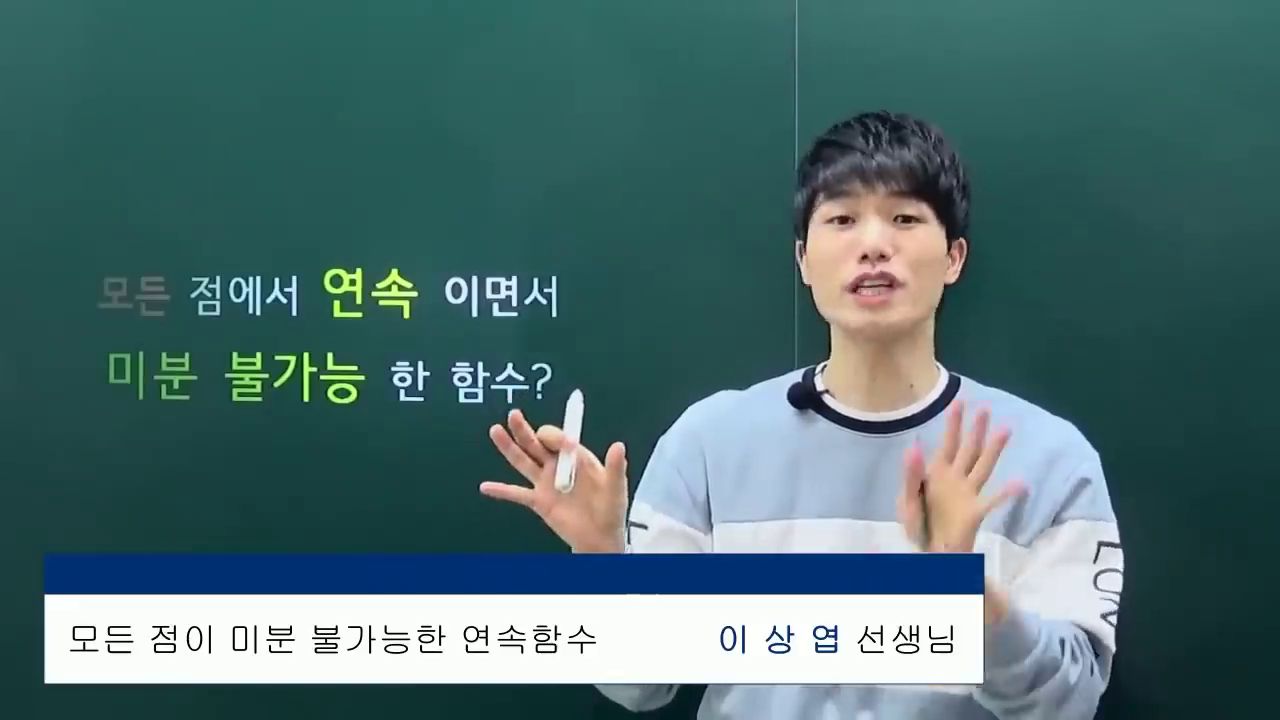 모든 점에서 연속 이면서
미분 불가능 한 함수?
모든 점이 미분 불가능한 연속함수
이 상 엽 선생님